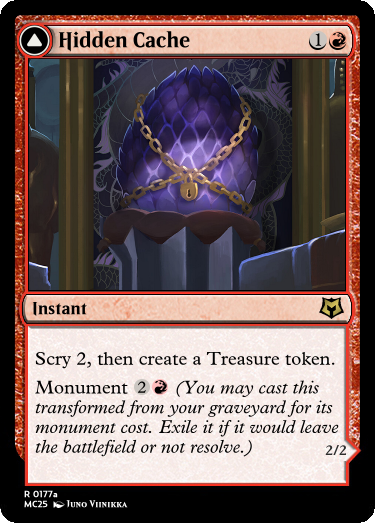 Hidden Cache 1
Instant
Scry 2, then create a Treasure token.
Monument 2 (You may cast this
transformed from your graveyard for its
monument cost. Exile it if it would leave
the battlefield or not resolve.)
2/2
R 0177a
MC25 Juno Viinikka